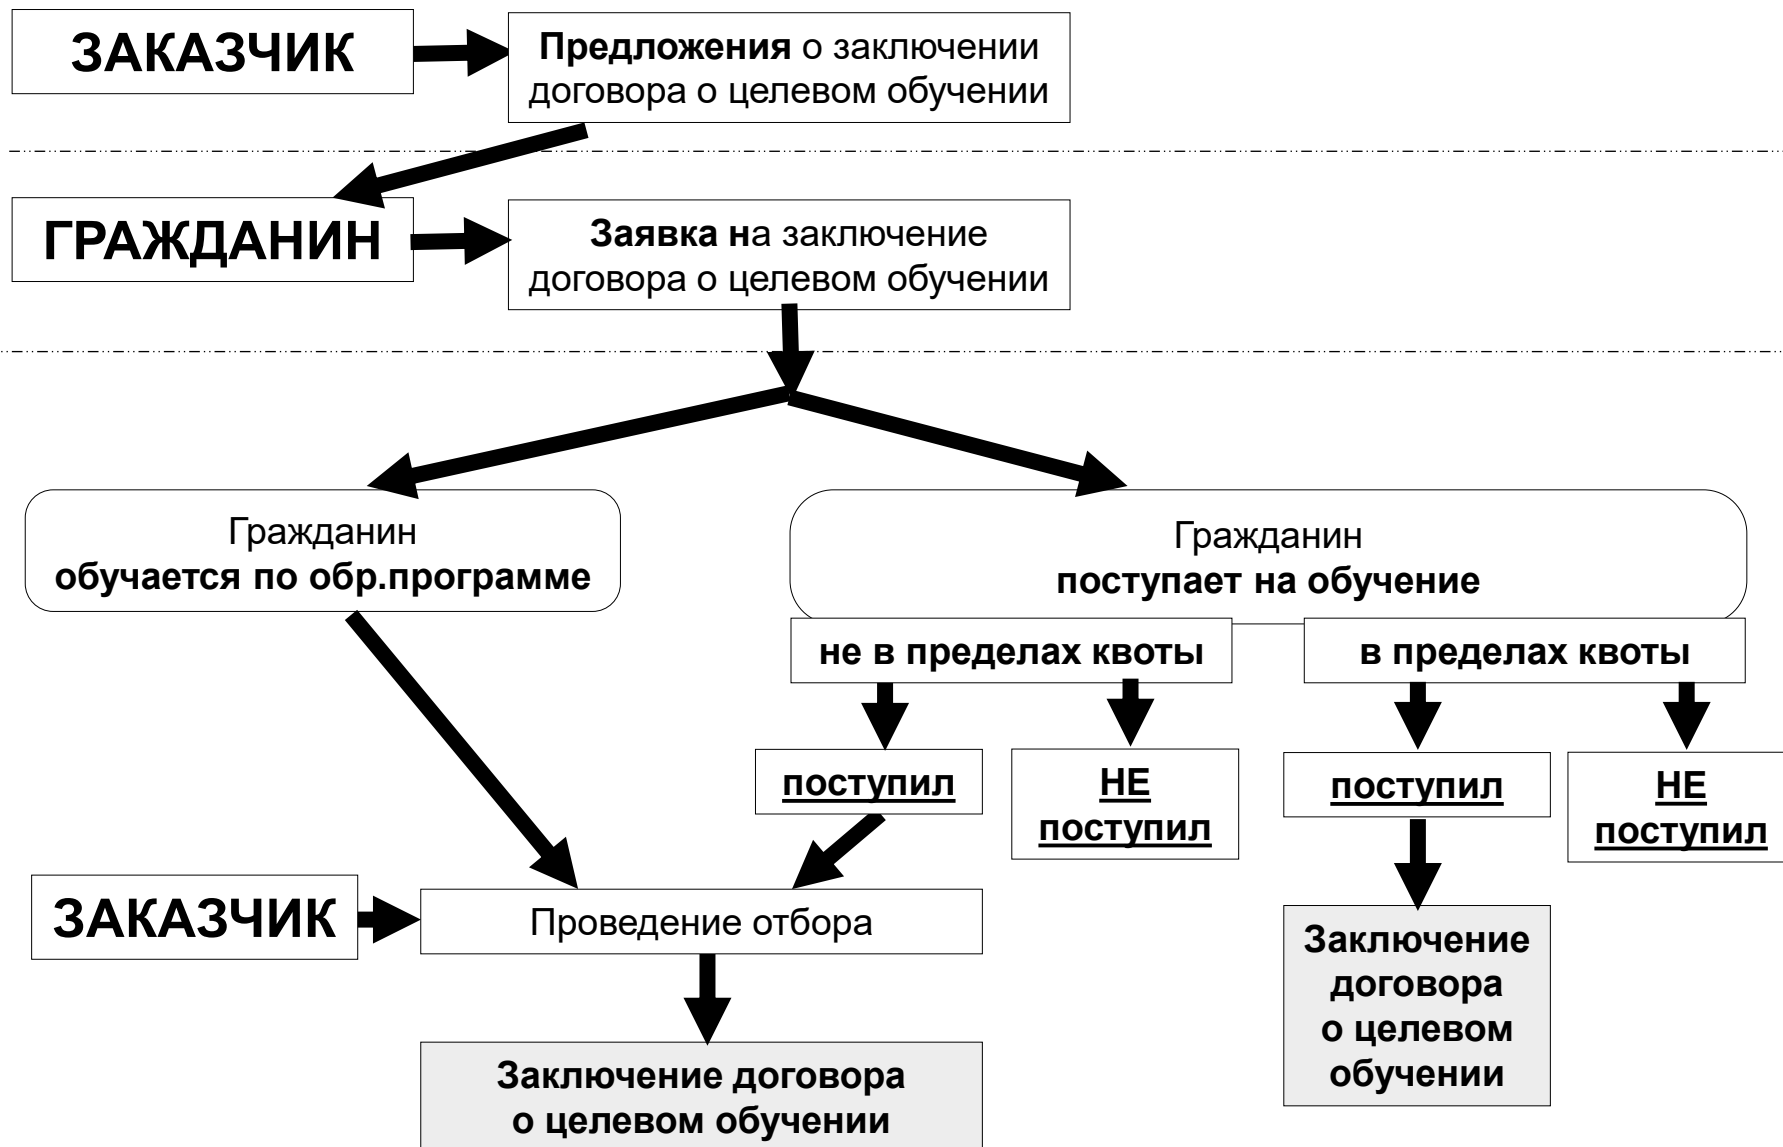 ЗАКАЗЧИК
Предложения о заключении
договора о целевом обучении
ГРАЖДАНИН
Заявка на заключение
договора о целевом обучении
Гражданин
обучается по обр.программе
Гражданин
поступает на обучение
не в пределах квоты
в пределах квоты
поступил
НЕ
поступил
поступил
НЕ
поступил
ЗАКАЗЧИК
Проведение отбора
Заключение договора
о целевом обучении
Заключение
договора
о целевом
обучении